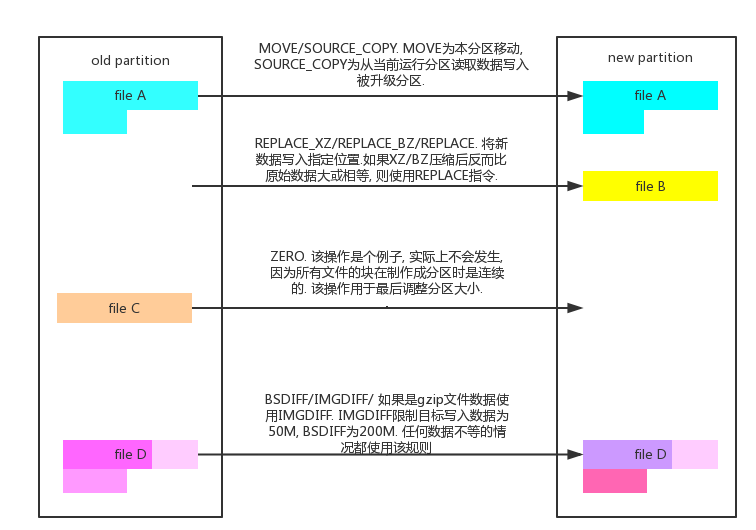 old partition
new partition
MOVE/SOURCE_COPY. MOVE为本分区移动,
SOURCE_COPY为从当前运行分区读取数据写入
被升级分区.
file A
file A
REPLACE_XZ/REPLACE_BZ/REPLACE. 将新
数据写入指定位置.如果XZ/BZ压缩后反而比
原始数据大或相等, 则使用REPLACE指令.
file B
ZERO. 该操作是个例子, 实际上不会发生,
因为所有文件的块在制作成分区时是连续
的. 该操作用于最后调整分区大小.
.
file C
BSDIFF/IMGDIFF/ 如果是gzip文件数据使
用IMGDIFF. IMGDIFF限制目标写入数据为
50M, BSDIFF为200M. 任何数据不等的情
况都使用该规则
file D
file D